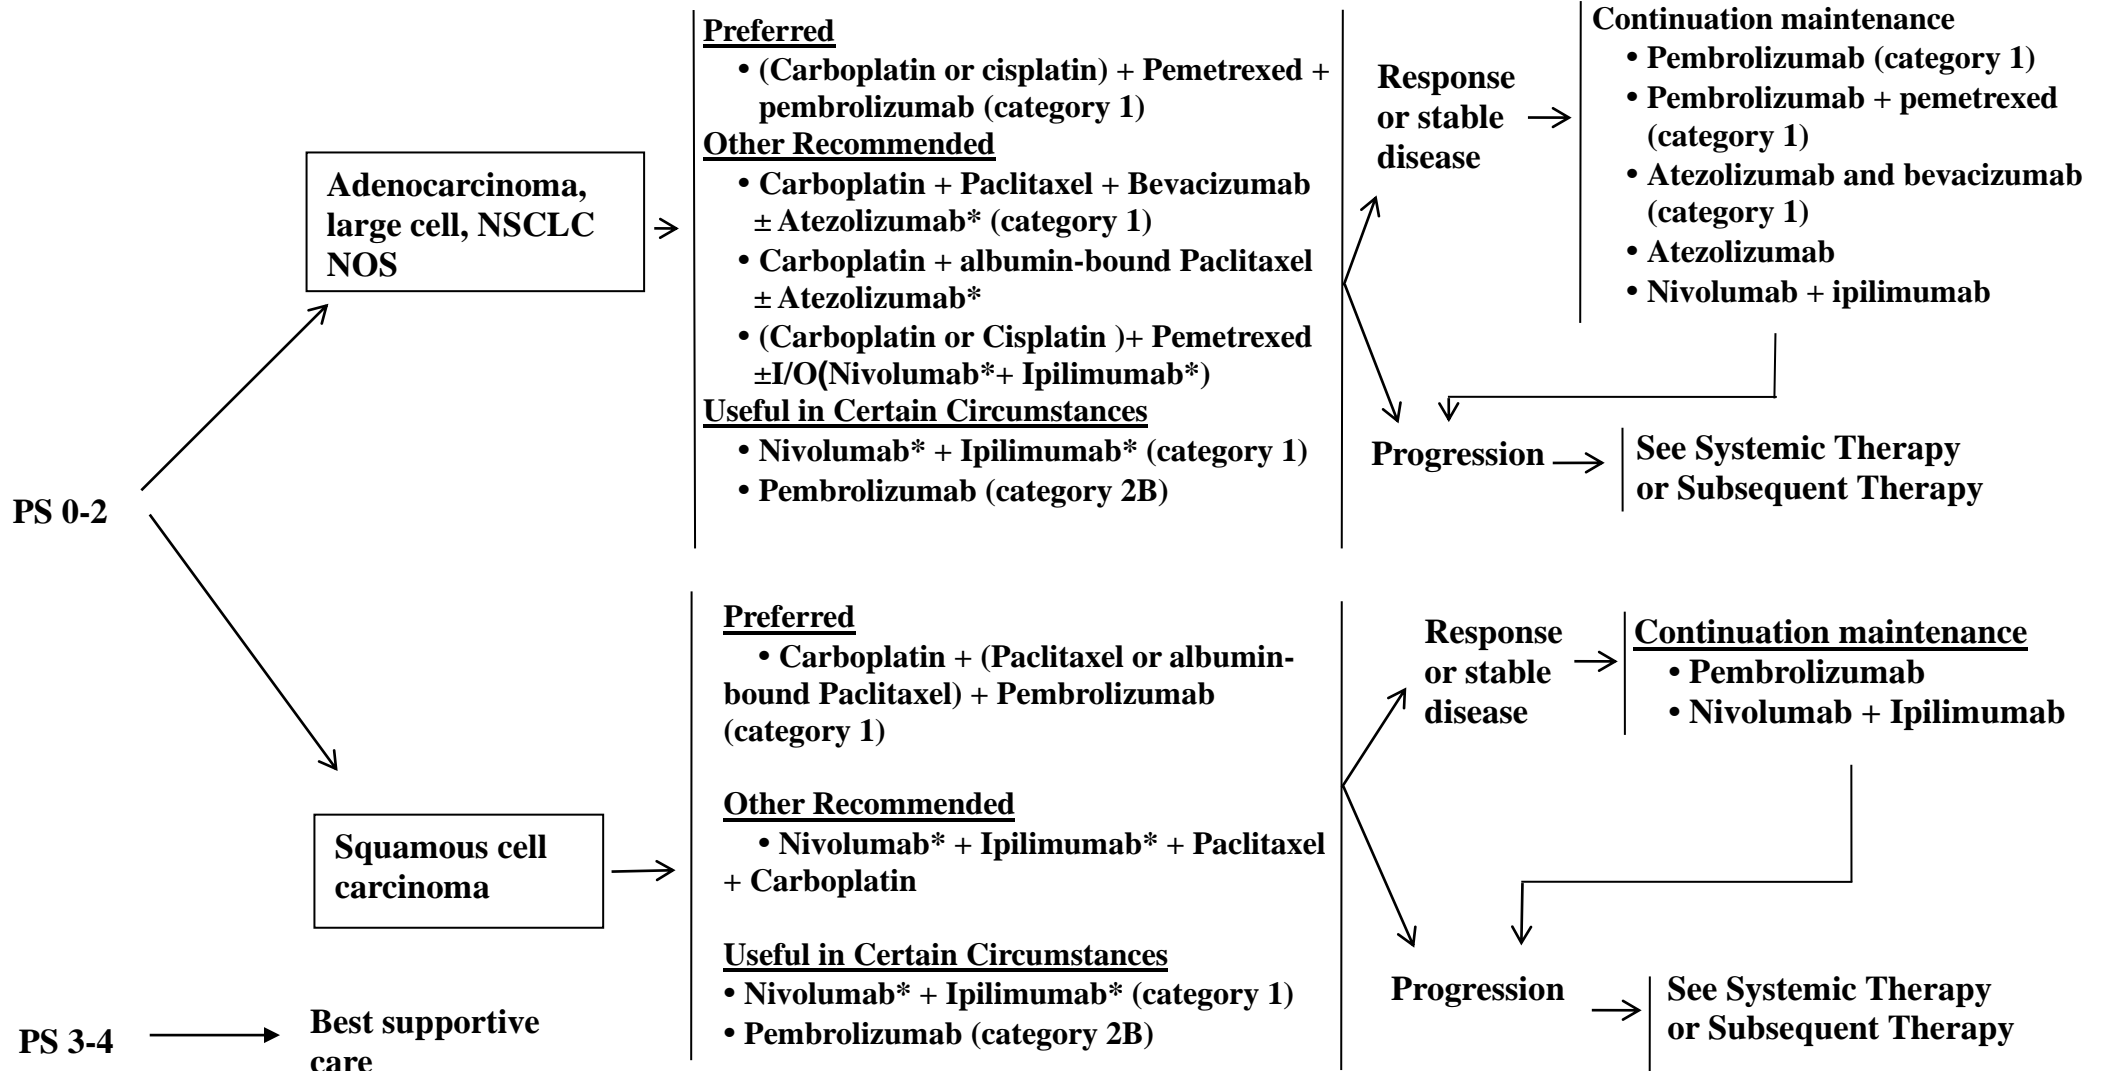 PS 0-2
Adenocarcinoma,
large cell, NSCLC
NOS
Preferred
• (Carboplatin or cisplatin) + Pemetrexed +
pembrolizumab (category 1)
Other Recommended
• Carboplatin + Paclitaxel + Bevacizumab
± Atezolizumab* (category 1)
• Carboplatin + albumin-bound Paclitaxel
± Atezolizumab*
• (Carboplatin or Cisplatin )+ Pemetrexed
±I/O(Nivolumab*+ Ipilimumab*)
Useful in Certain Circumstances
• Nivolumab* + Ipilimumab* (category 1)
• Pembrolizumab (category 2B)
Response
or stable
disease
Continuation maintenance
• Pembrolizumab (category 1)
• Pembrolizumab + pemetrexed
(category 1)
• Atezolizumab and bevacizumab
(category 1)
• Atezolizumab
• Nivolumab + ipilimumab
Progression
See Systemic Therapy
or Subsequent Therapy
Squamous cell
carcinoma
Preferred
• Carboplatin + (Paclitaxel or albumin-
bound Paclitaxel) + Pembrolizumab
(category 1)
Other Recommended
• Nivolumab* + Ipilimumab* + Paclitaxel
+ Carboplatin
Useful in Certain Circumstances
• Nivolumab* + Ipilimumab* (category 1)
• Pembrolizumab (category 2B)
Response
or stable
disease
Continuation maintenance
• Pembrolizumab
• Nivolumab + Ipilimumab
Progression
See Systemic Therapy
or Subsequent Therapy
PS 3-4
Best supportive
care